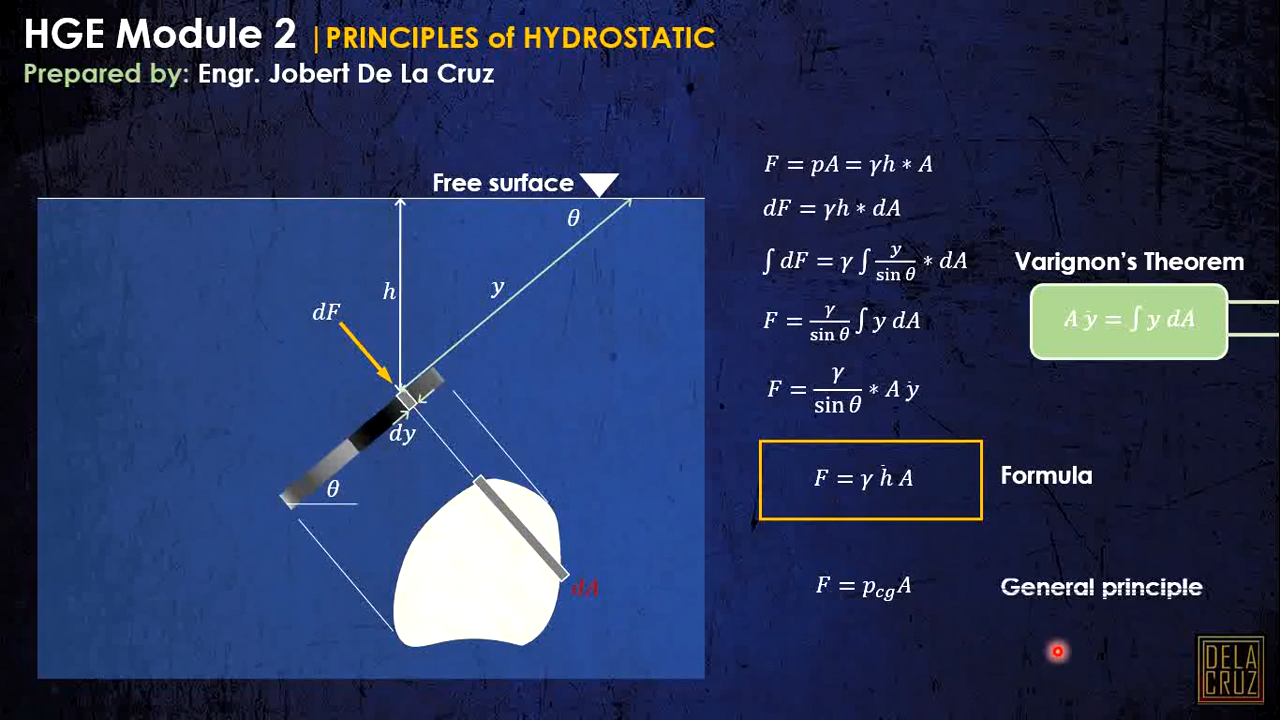 HGE Module 2 | PRINCIPLES of HYDROSTATIC
Prepared by: Engr. Jobert De La Cruz
Free surface
θ
h
y
dF
dy
θ
dA
F = pA = γh ∗ A
dF = γh ∗ dA
∫ dF = γ ∫ y/sin θ ∗ dA
F = γ/sin θ ∫ y dA
F = γ/sin θ ∗ A ȳ
F = γ h̄ A
Formula
F = p_cg A
General principle
Varignon's Theorem
A ȳ = ∫ y dA
DELA
CRUZ